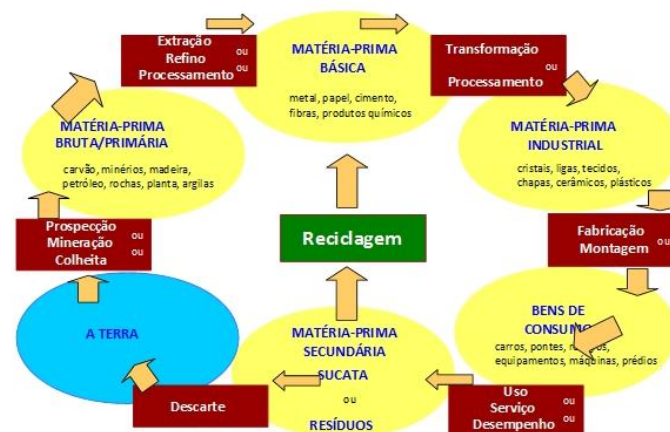 Extração ou
Refino ou
Processamento ou
MATÉRIA-PRIMA
BÁSICA
metal, papel, cimento,
fibras, produtos químicos
Transformação
ou
Processamento
MATÉRIA-PRIMA
BRUTA/PRIMÁRIA
carvão, minérios, madeira,
petróleo, rochas, planta, argilas
MATÉRIA-PRIMA
INDUSTRIAL
cristais, ligas, tecidos,
chapas, cerâmicos, plásticos
Prospecção ou
Mineração ou
Colheita
Reciclagem
Fabricação ou
Montagem
A TERRA
MATÉRIA-PRIMA
SECUNDÁRIA
SUCATA
ou
RESÍDUOS
BENS DE
CONSUMO
carros, pontes,
equipamentos, máquinas, prédios
Descarte
Uso ou
Serviço ou
Desempenho